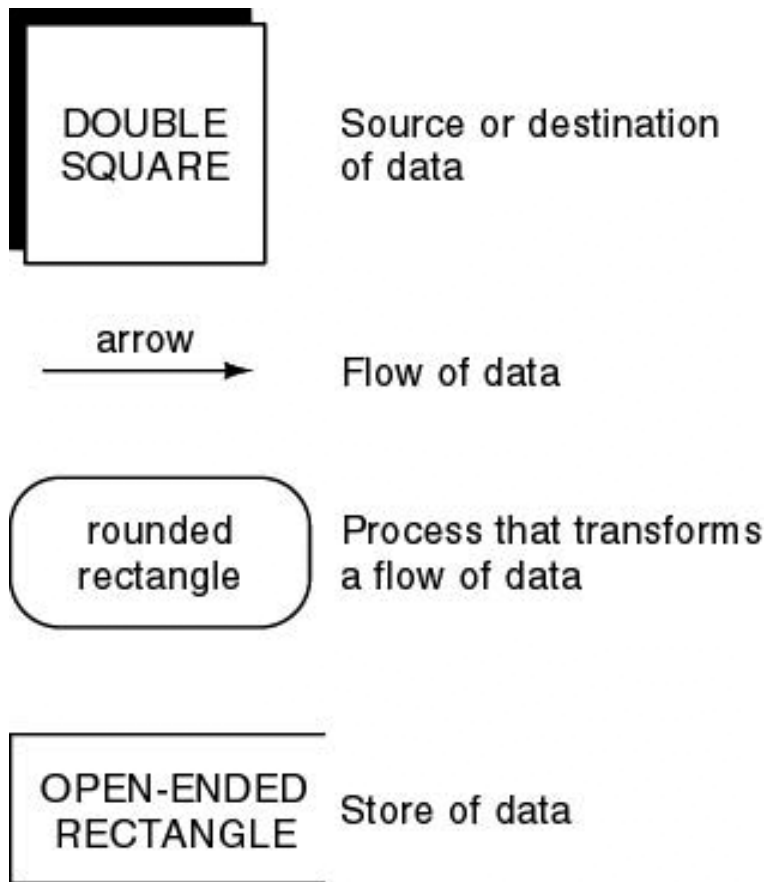 DOUBLE
SQUARE
Source or destination
of data
arrow
Flow of data
rounded
rectangle
Process that transforms
a flow of data
OPEN-ENDED
RECTANGLE
Store of data